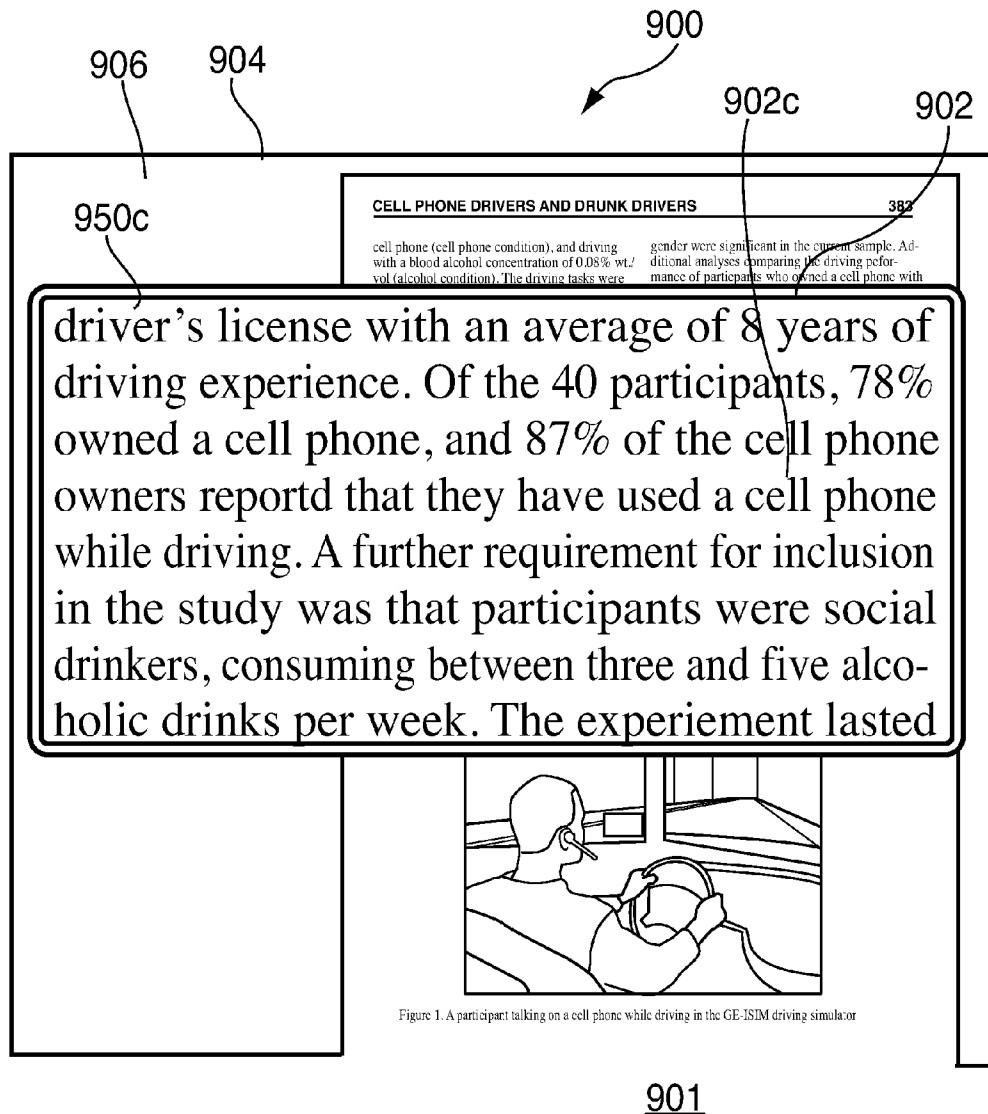 900
906
904
902c
902
950c
CELL PHONE DRIVERS AND DRUNK DRIVERS 383
cell phone (cell phone condition), and driving
with a blood alcohol concentration of 0.08% wt./
vol (alcohol condition). The driving tasks were
gender were significant in the current sample. Ad-
ditional analyses comparing the driving pefor-
mance of participants who owned a cell phone with
driver's license with an average of 8 years of
driving experience. Of the 40 participants, 78%
owned a cell phone, and 87% of the cell phone
owners reportd that they have used a cell phone
while driving. A further requirement for inclusion
in the study was that participants were social
drinkers, consuming between three and five alco-
holic drinks per week. The experiement lasted
Figure 1. A participant talking on a cell phone while driving in the GE-ISIM driving simulator
901